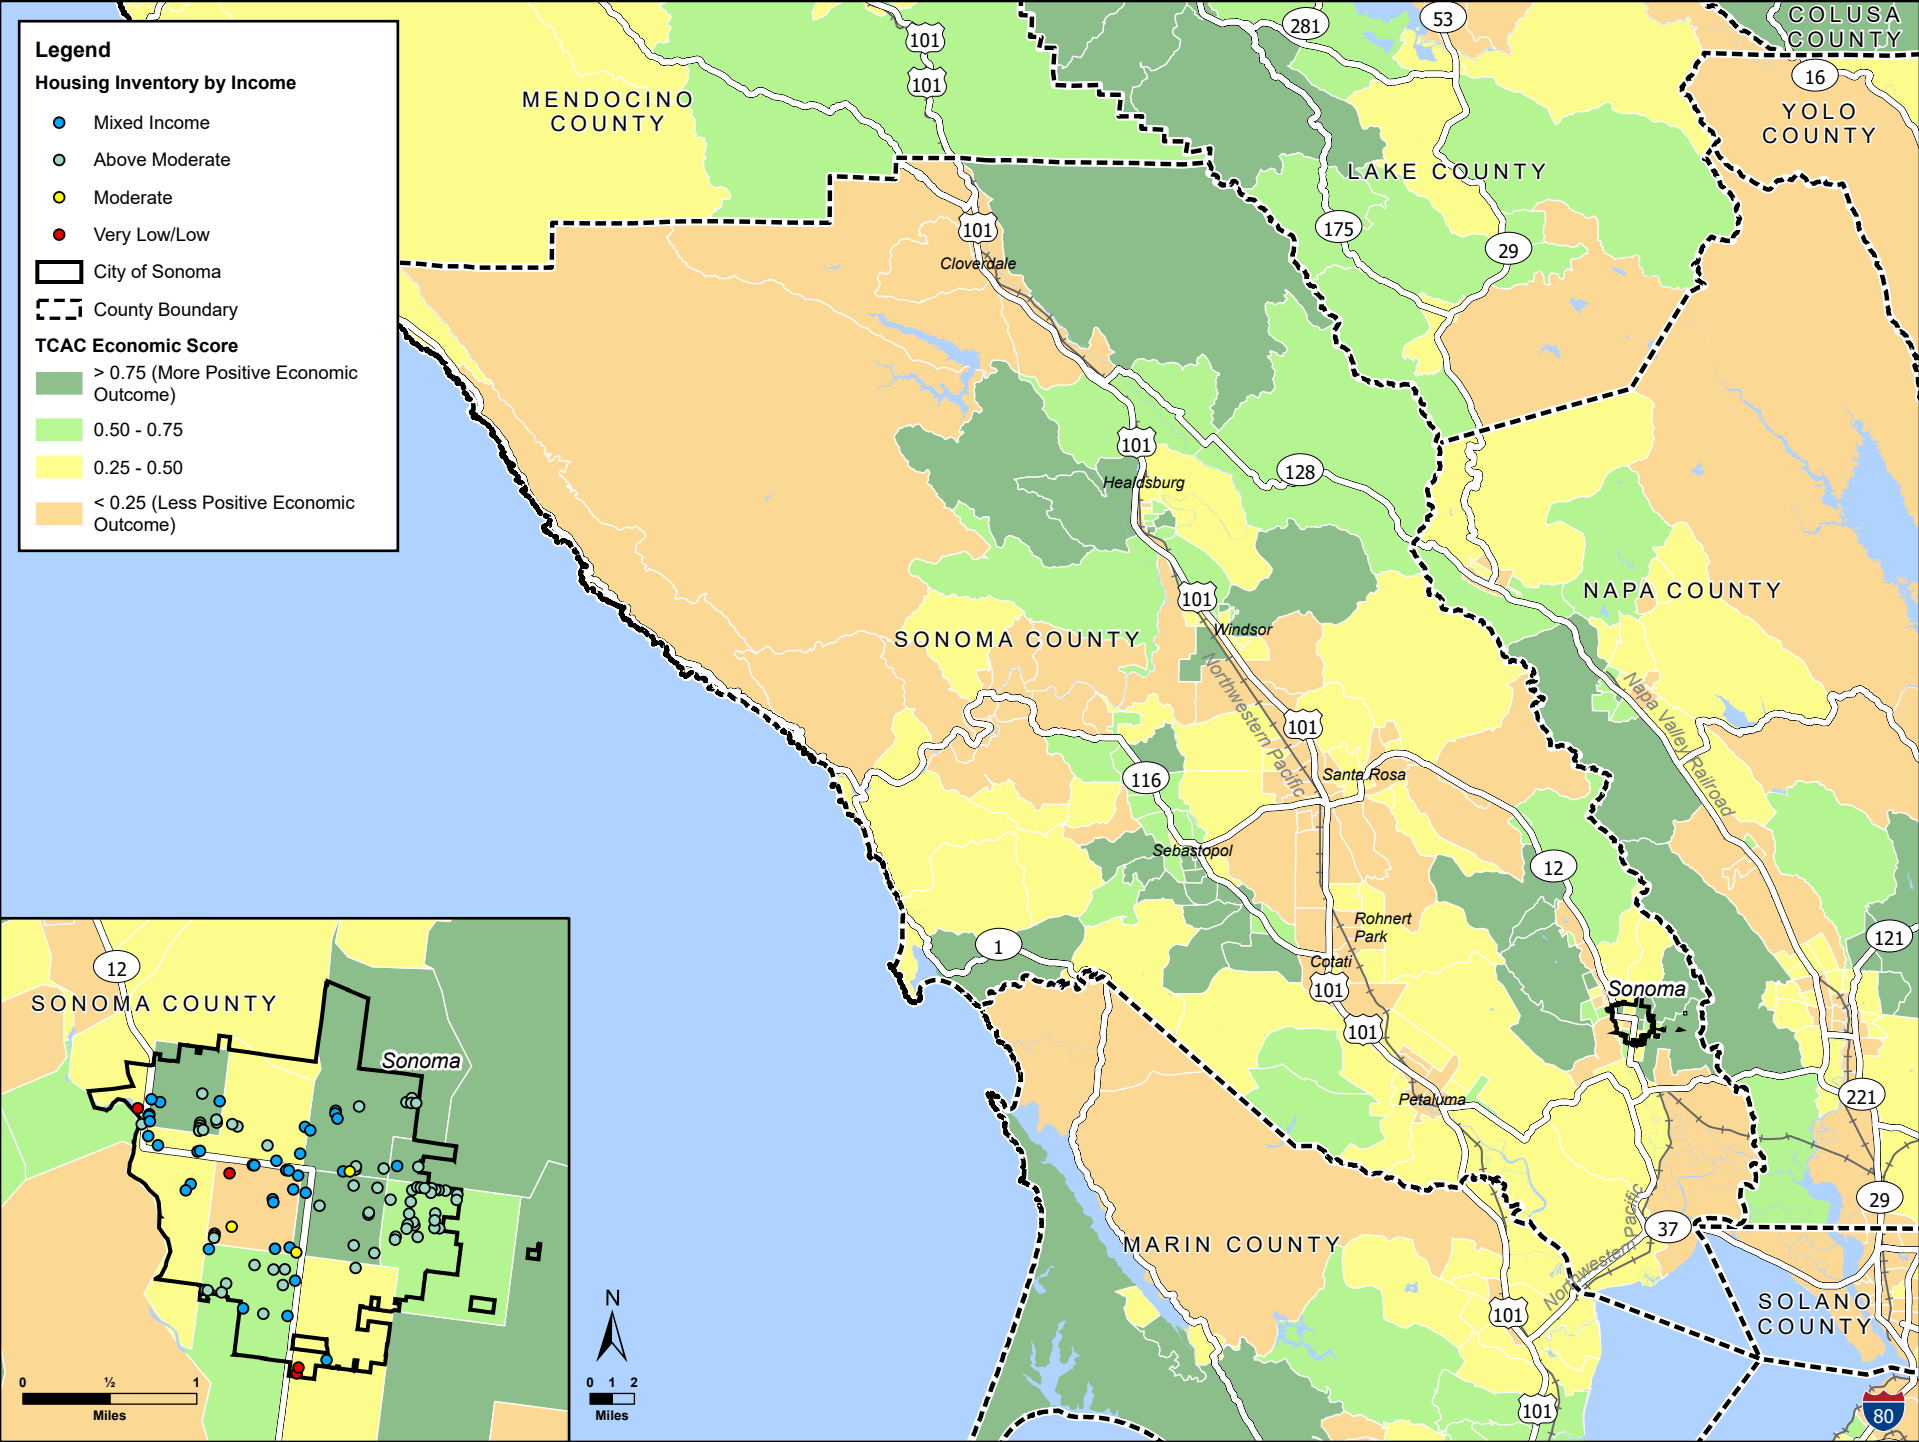 Legend
Housing Inventory by Income
Mixed Income
Above Moderate
Moderate
Very Low/Low
City of Sonoma
County Boundary
TCAC Economic Score
> 0.75 (More Positive Economic
Outcome)
0.50 - 0.75
0.25 - 0.50
< 0.25 (Less Positive Economic
Outcome)
MENDOCINO
COUNTY
101
101
281
53
COLUSA
COUNTY
16
YOLO
COUNTY
LAKE COUNTY
175
29
101
Cloverdale
101
Healdsburg
128
101
Windsor
SONOMA COUNTY
NAPA COUNTY
Northwestern Pacific
Napa Valley Railroad
101
116
Santa Rosa
Sebastopol
12
Rohnert
Park
1
Cotati
101
101
Sonoma
121
Petaluma
221
29
37
Northwestern Pacific
MARIN COUNTY
101
SOLANO
COUNTY
101
80
12
SONOMA COUNTY
Sonoma
0
½
1
Miles
N
0 1 2
Miles